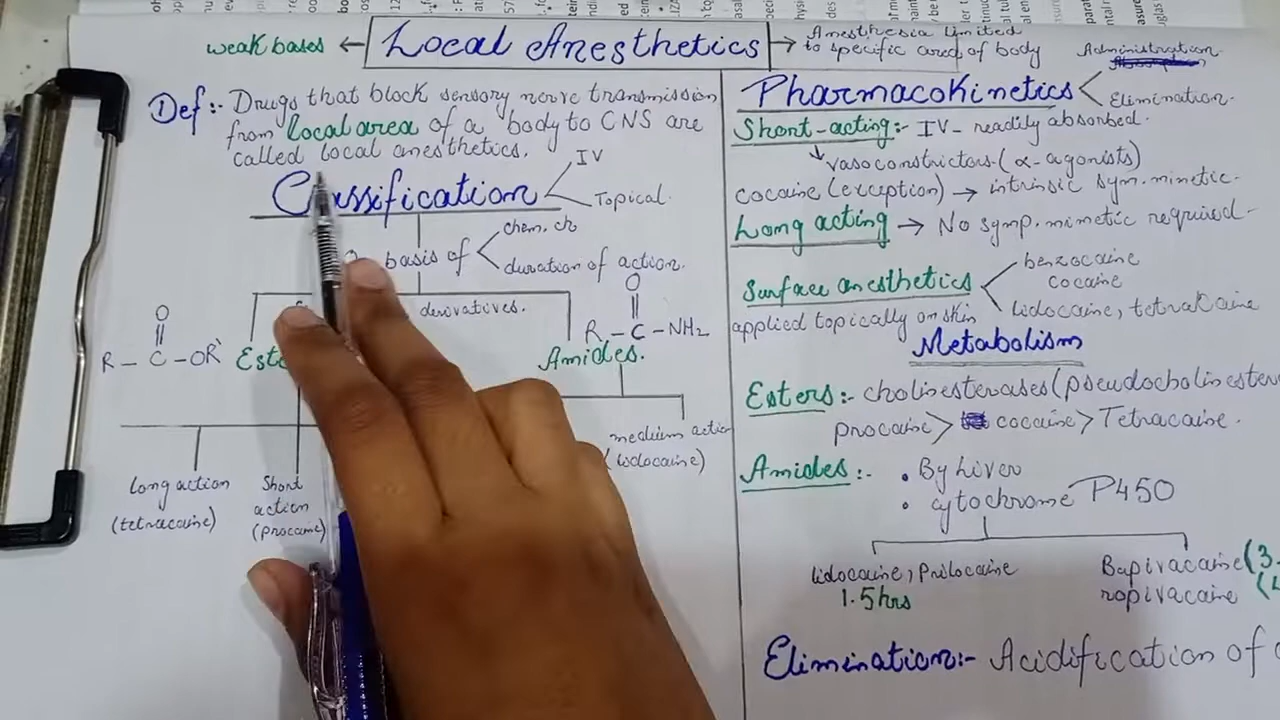 weak bases ← Local Anesthetics → Anesthesia limited
to specific area of body
Def:- Drugs that block sensory nerve transmission
from local area of a body to CNS are
called local anesthetics.
Classification
IV
Topical
basis of
chem. ch
duration of action.
derivatives.
O
R - C - OR'
Este
O
R - C - NH2
Amides.
Long action
(tetracaine)
Short
action
(procaine)
medium action
(lidocaine)
Pharmacokinetics
Administration
Elimination.
Short-acting:- IV - readily absorbed.
↓ vasoconstrictors (α-agonists)
cocaine (exception) → intrinsic sym.mimetic.
Long acting → No symp.mimetic required.
Surface anesthetics
benzocaine
cocaine
lidocaine, tetracaine
applied topically on skin
Metabolism
Esters:- cholinesterases (pseudocholinester
procaine > cocaine > Tetracaine.
Amides:- • By liver
• cytochrome P450
lidocaine, Prilocaine
1.5hrs
Bupivacaine (3.
ropivacaine (
Elimination:- Acidification of